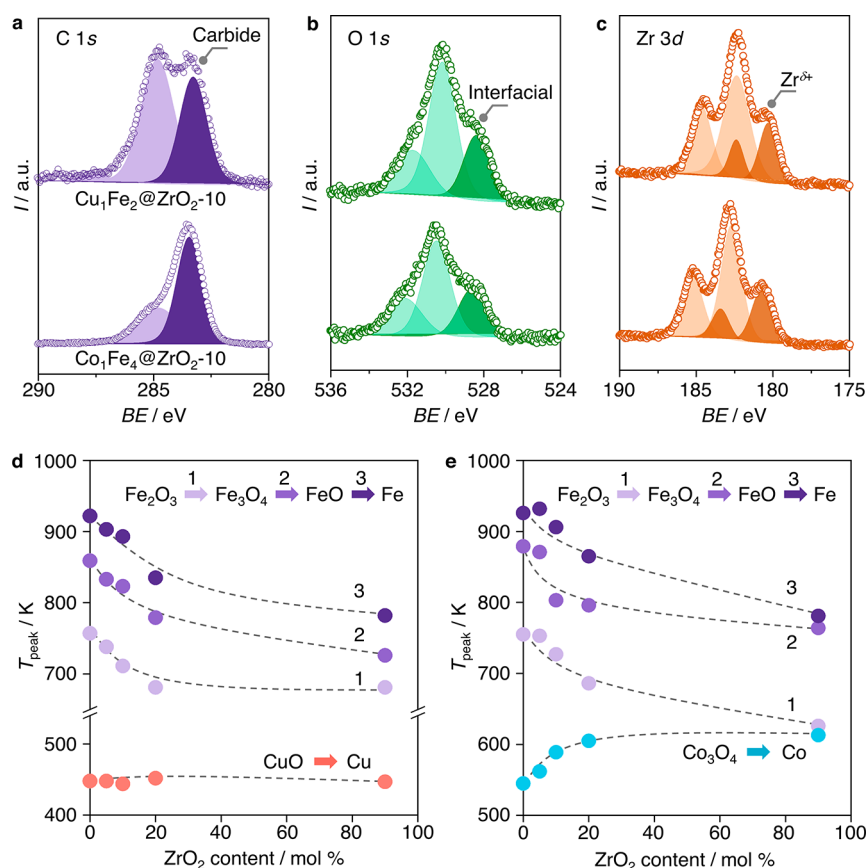 a C 1s Carbide
I / a.u.
Cu₁Fe₂@ZrO₂-10
Co₁Fe₄@ZrO₂-10
290 285 280
BE / eV
b O 1s Interfacial
I / a.u.
536 532 528 524
BE / eV
c Zr 3d Zrᵟ⁺
I / a.u.
190 185 180 175
BE / eV
d
1 2 3
Fe₂O₃ Fe₃O₄ FeO Fe
1000
900
800
700
450
400
T_peak / K
3
2
1
CuO Cu
0 20 40 60 80 100
ZrO₂ content / mol %
e
1 2 3
Fe₂O₃ Fe₃O₄ FeO Fe
1000
900
800
700
600
500
T_peak / K
3
2
1
Co₃O₄ Co
0 20 40 60 80 100
ZrO₂ content / mol %